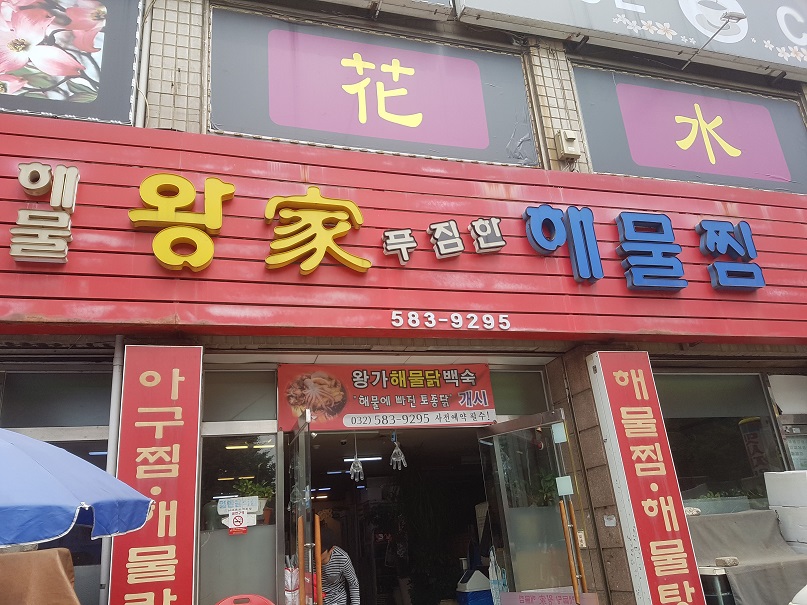 花 水
해물 왕家 푸짐한 해물찜
583-9295
왕가해물닭백숙
해물에 빠진 토종닭 개시
032) 583-9295 사전예약 필수!
아구찜·해물
해물찜·해물탕